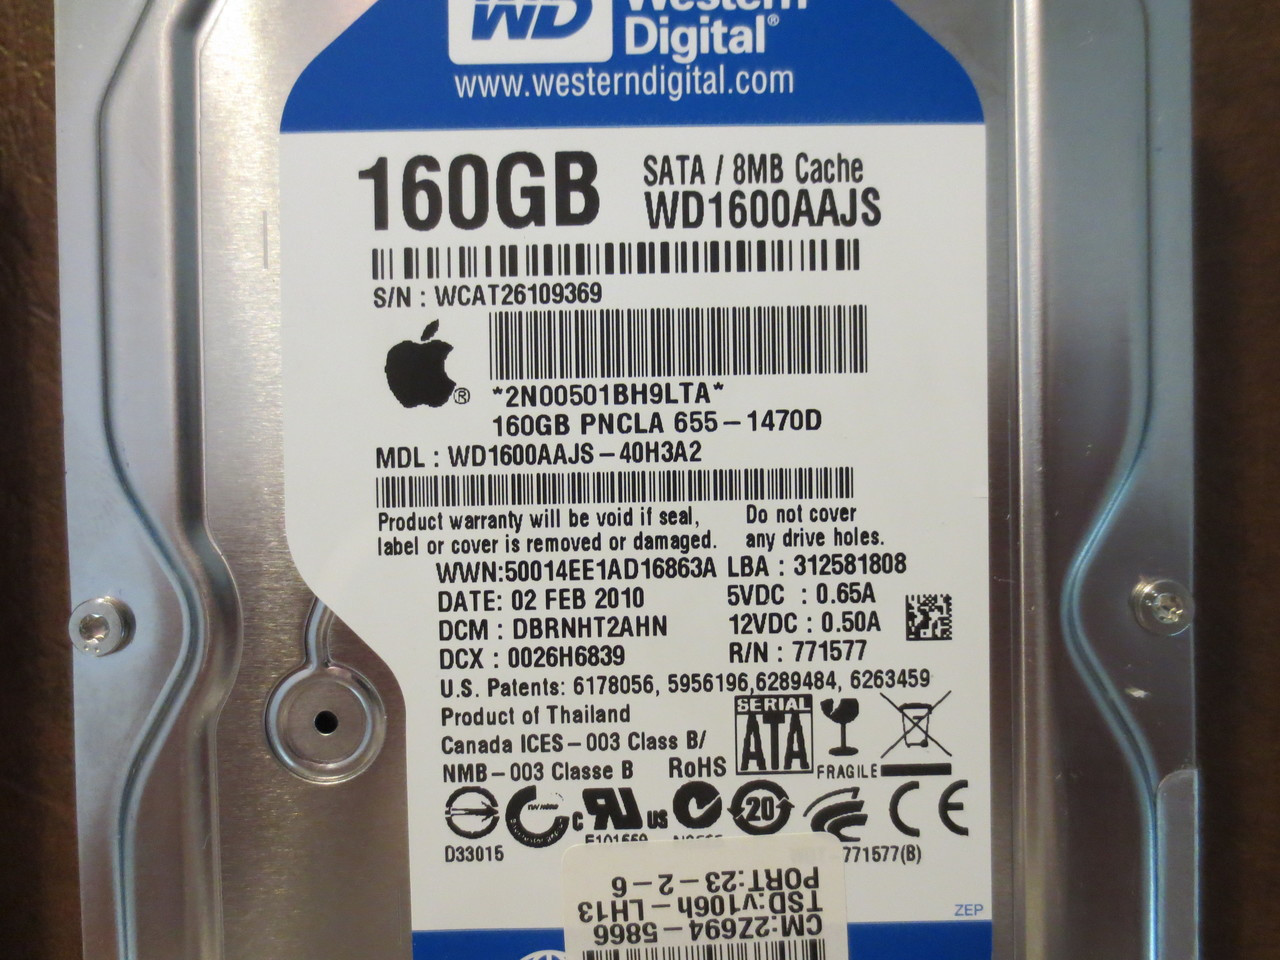 WD Western
Digital®
www.westerndigital.com
160GB SATA / 8MB Cache
WD1600AAJS
S/N : WCAT26109369
®
*2N00501BH9LTA*
160GB PNCLA 655-1470D
MDL : WD1600AAJS-40H3A2
Product warranty will be void if seal,
label or cover is removed or damaged.
Do not cover
any drive holes.
WWN:50014EE1AD16863A LBA : 312581808
DATE: 02 FEB 2010 5VDC : 0.65A
DCM : DBRNHT2AHN 12VDC : 0.50A
DCX : 0026H6839 R/N : 771577
U.S. Patents: 6178056, 5956196,6289484, 6263459
Product of Thailand
Canada ICES-003 Class B/
NMB-003 Classe B RoHS
SERIAL
ATA
FRAGILE
c UL us 20 CE
E101559
D33015
771577(B)
CM:2Z694-5866
TSD:v106h-LH13
PORT:23-2-6
ZEP